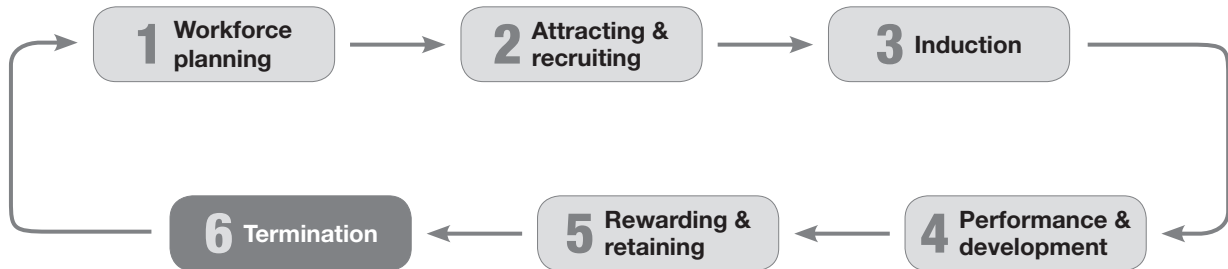 1 Workforce
planning
2 Attracting &
recruiting
3 Induction
6 Termination
5 Rewarding &
retaining
4 Performance &
development